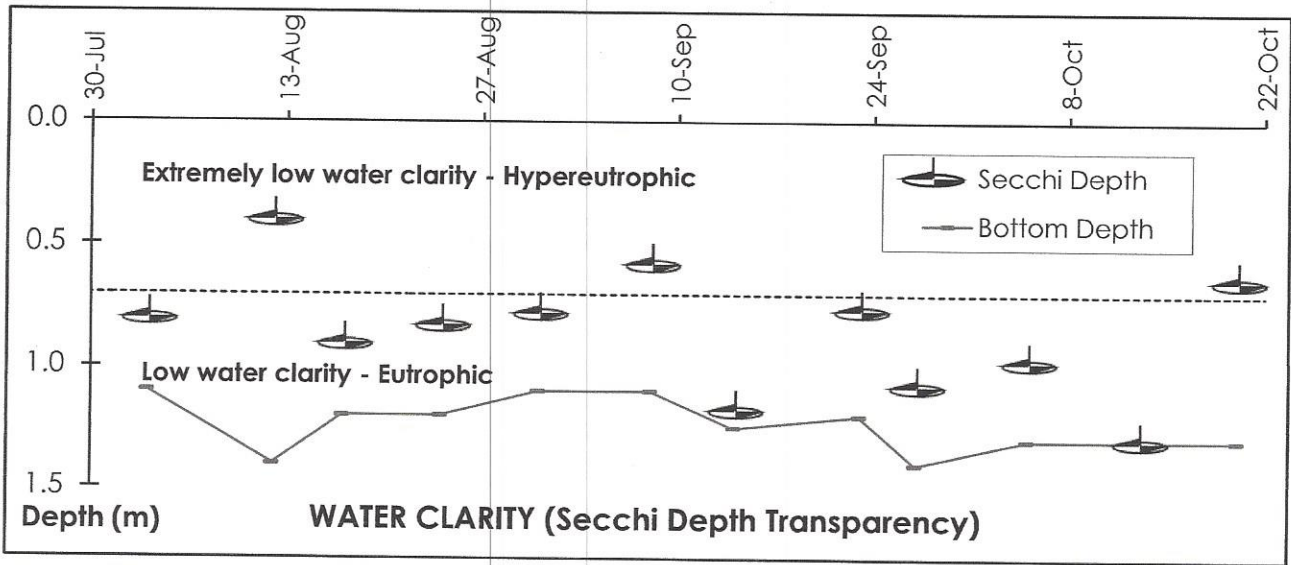 30-Jul
13-Aug
27-Aug
10-Sep
24-Sep
8-Oct
22-Oct
0.0
Extremely low water clarity - Hypereutrophic
Secchi Depth
0.5
Bottom Depth
1.0
Low water clarity - Eutrophic
1.5
Depth (m)
WATER CLARITY (Secchi Depth Transparency)